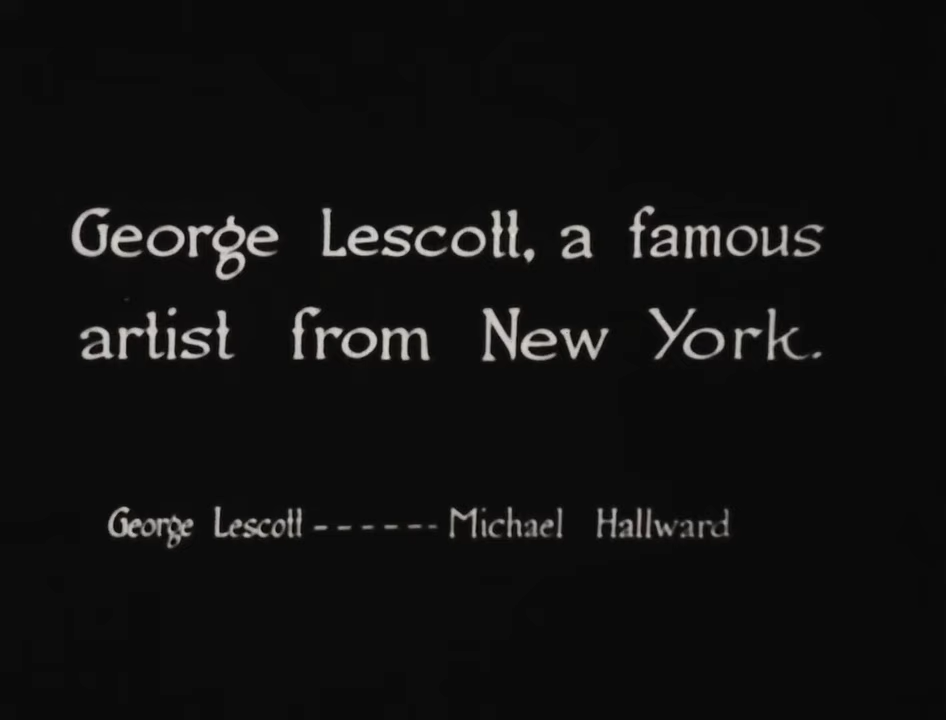 George Lescott, a famous
artist from New York.
George Lescott ------ Michael Hallward